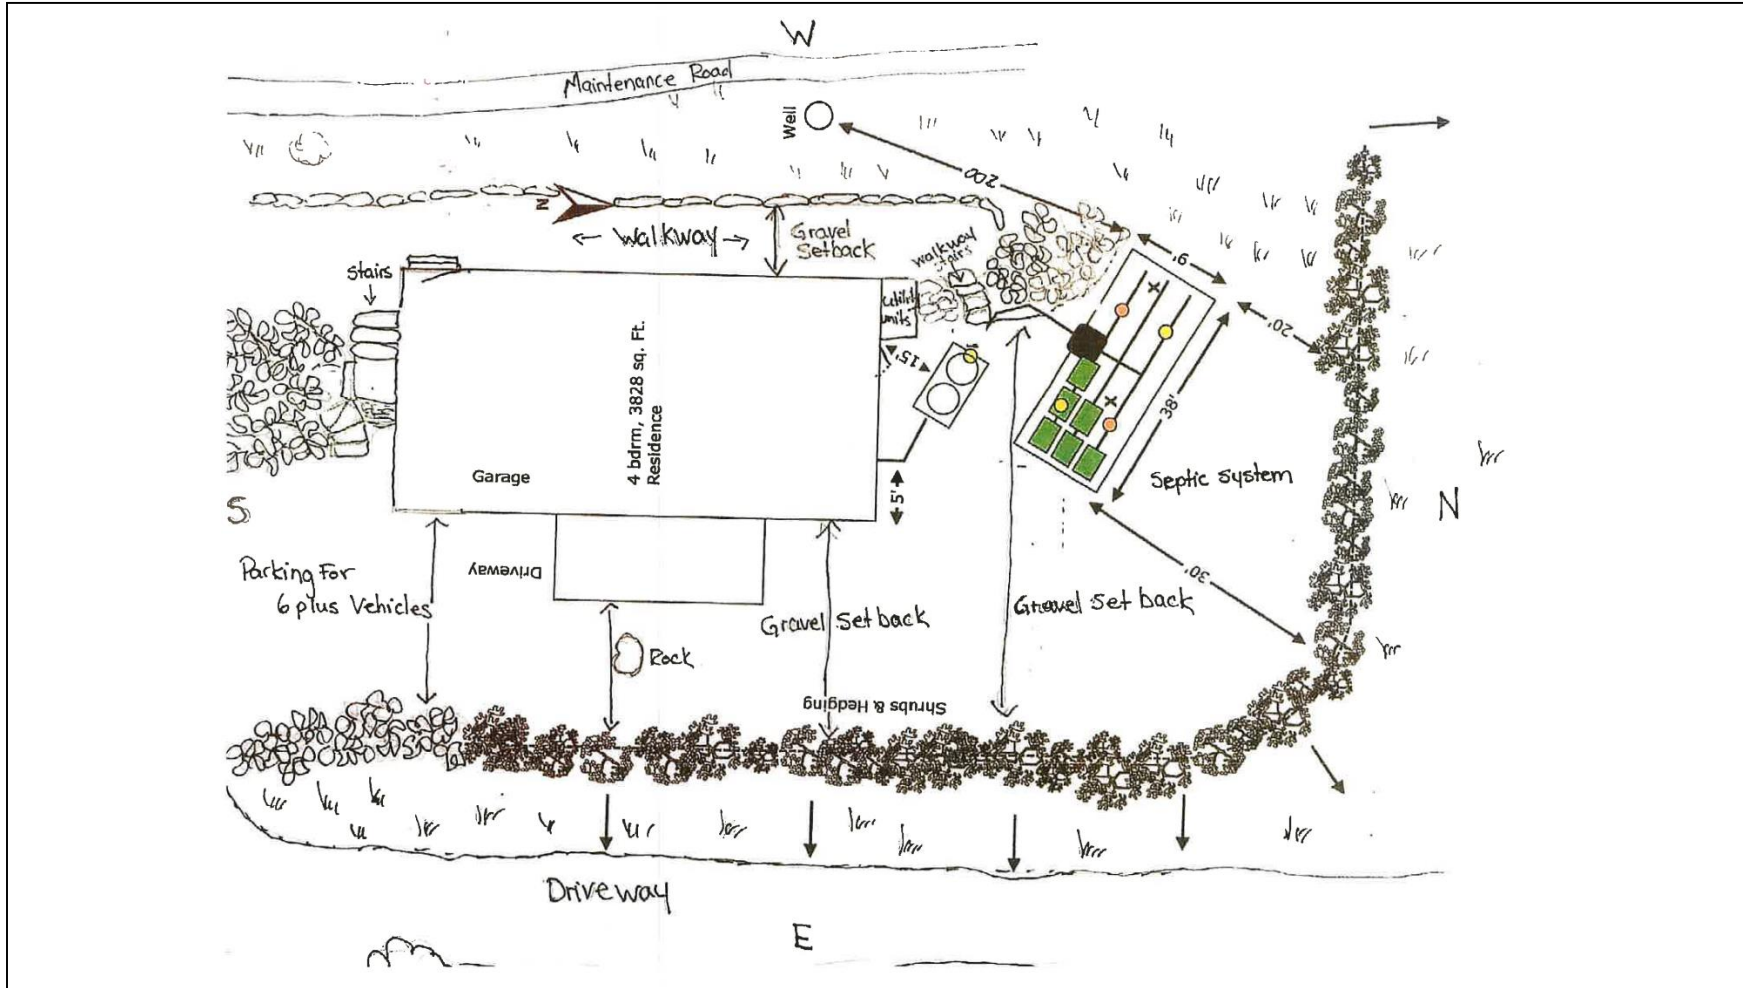 W
Maintenance Road
Well
200
N
← Walkway →
Gravel
Setback
Stairs
walkway
stairs
utility
units
9'
20'
15'
38'
4 bdrm, 3828 sq. Ft.
Residence
Garage
5'
Septic system
S
N
Driveway
Parking For
6 plus Vehicles
30'
Gravel Setback
Gravel Set back
Rock
Shrubs & Hedging
Driveway
E